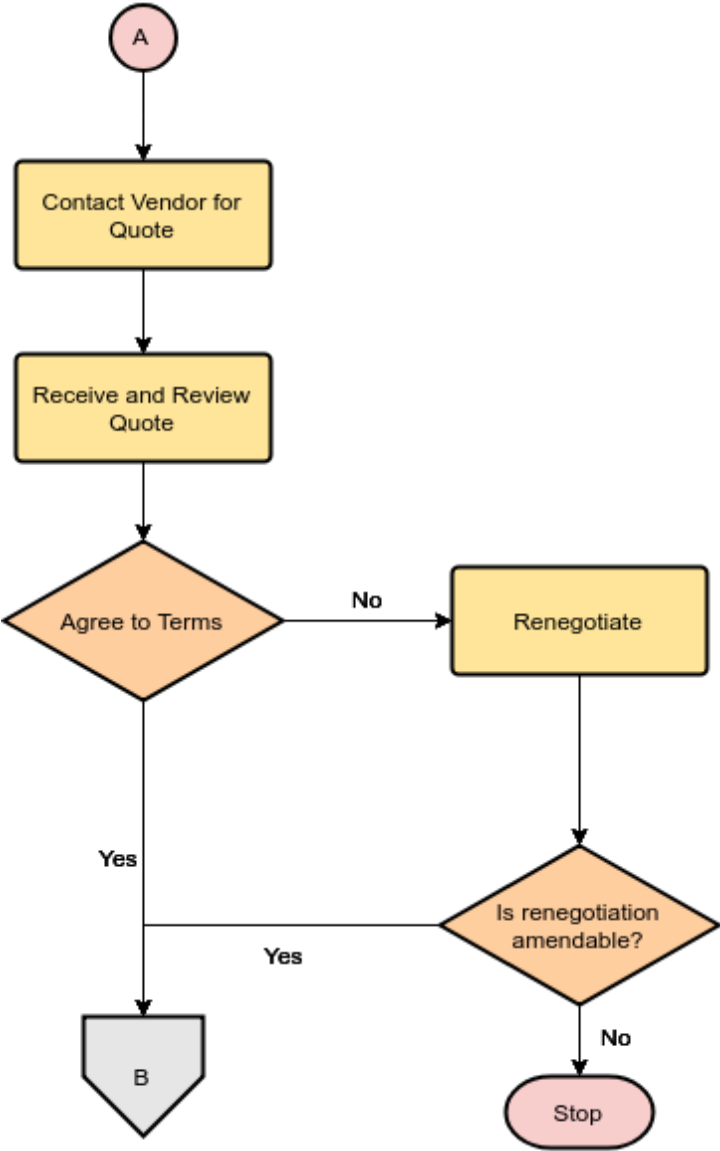 A
Contact Vendor for
Quote
Receive and Review
Quote
Agree to Terms
No
Renegotiate
Yes
Is renegotiation
amendable?
Yes
No
B
Stop